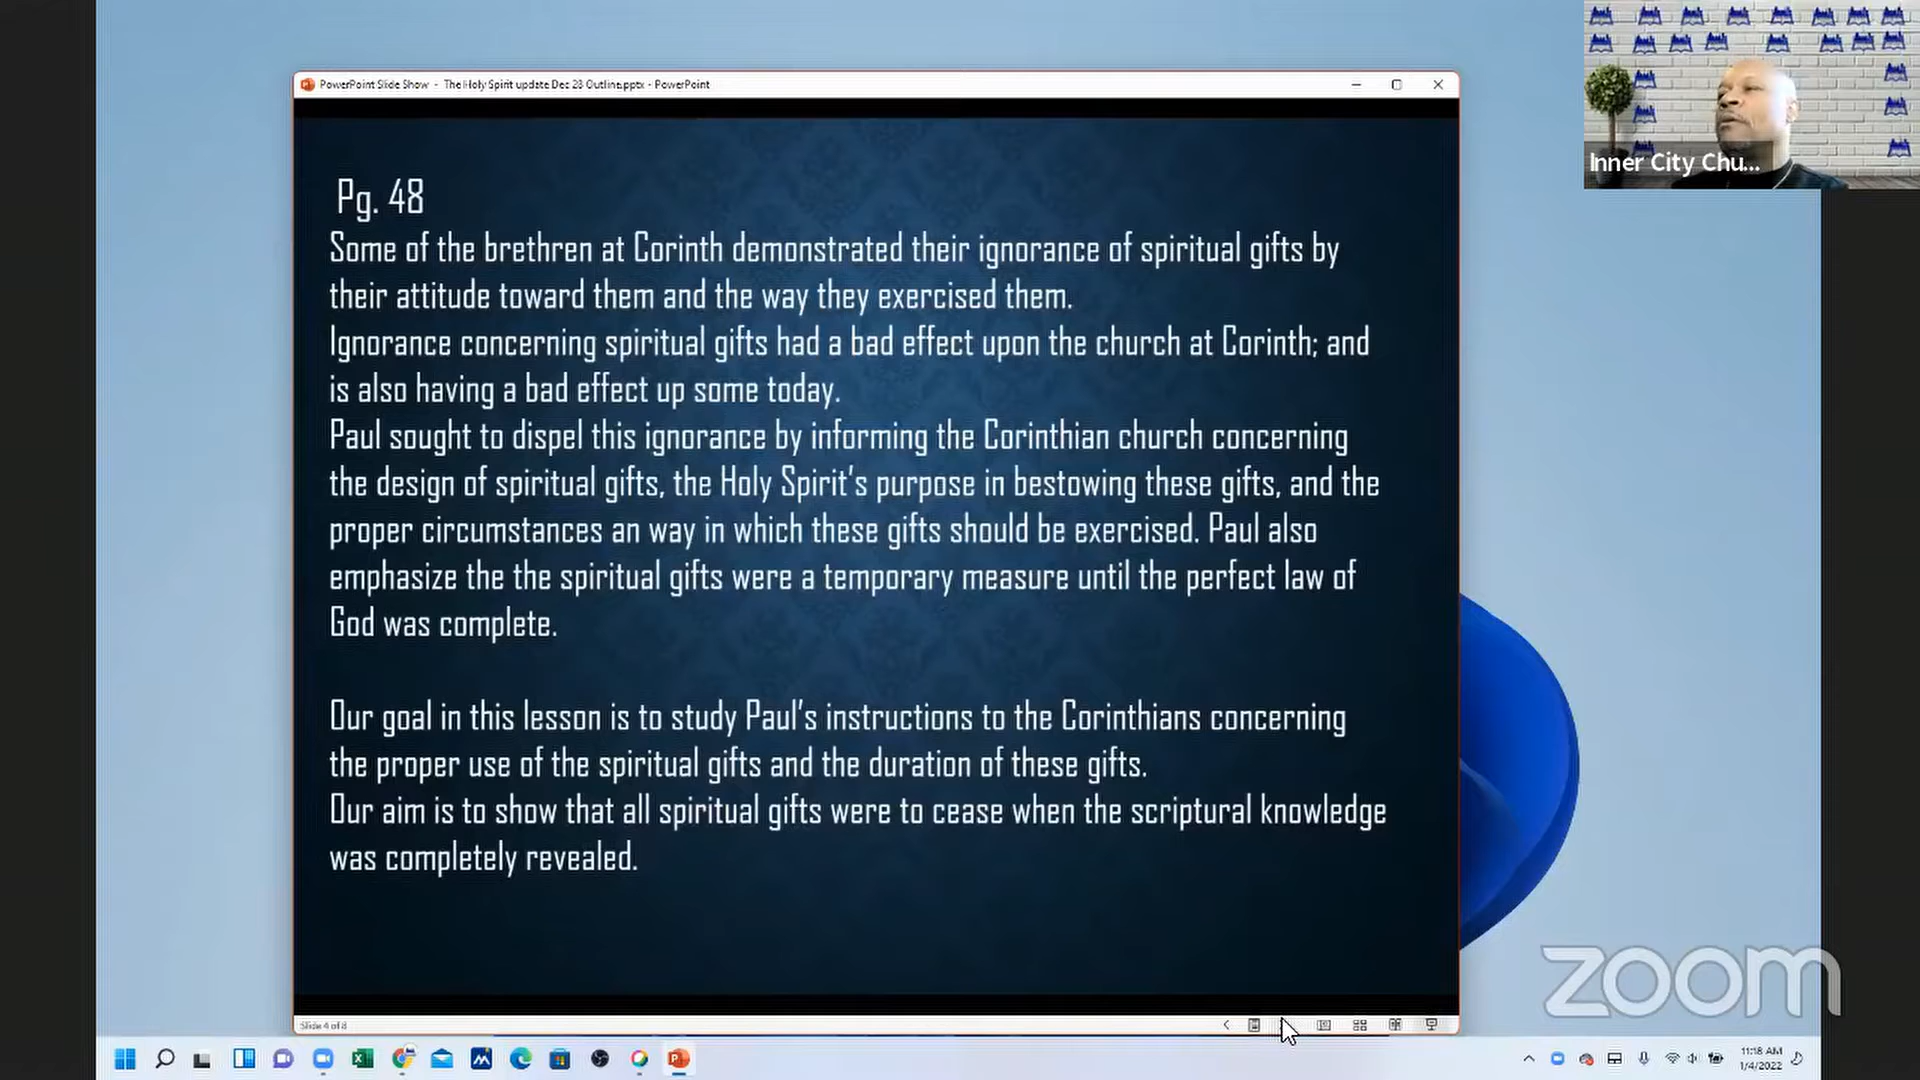 PowerPoint Slide Show - The Holy Spirit update Dec 28 Outline.pptx - PowerPoint
Inner City Chu...
Pg. 48
Some of the brethren at Corinth demonstrated their ignorance of spiritual gifts by
their attitude toward them and the way they exercised them.
Ignorance concerning spiritual gifts had a bad effect upon the church at Corinth; and
is also having a bad effect up some today.
Paul sought to dispel this ignorance by informing the Corinthian church concerning
the design of spiritual gifts, the Holy Spirit's purpose in bestowing these gifts, and the
proper circumstances an way in which these gifts should be exercised. Paul also
emphasize the the spiritual gifts were a temporary measure until the perfect law of
God was complete.
Our goal in this lesson is to study Paul's instructions to the Corinthians concerning
the proper use of the spiritual gifts and the duration of these gifts.
Our aim is to show that all spiritual gifts were to cease when the scriptural knowledge
was completely revealed.
zoom
Slide 4 of 8
11:18 AM
1/4/2022